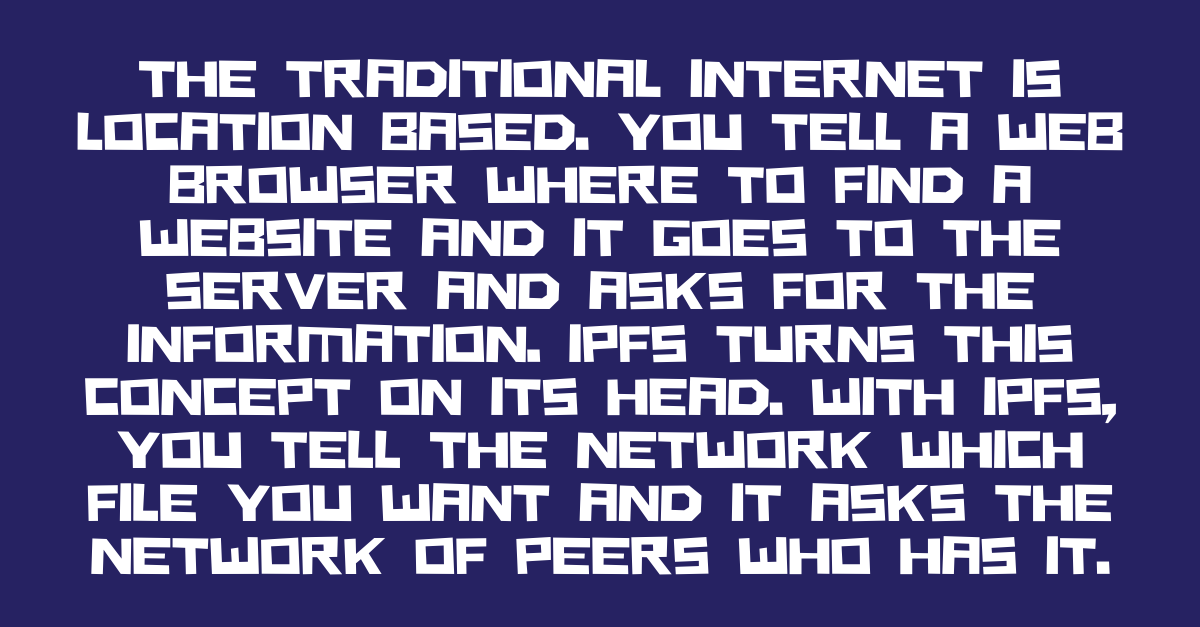 THE TRADITIONAL INTERNET IS
LOCATION BASED. YOU TELL A WEB
BROWSER WHERE TO FIND A
WEBSITE AND IT GOES TO THE
SERVER AND ASKS FOR THE
INFORMATION. IPFS TURNS THIS
CONCEPT ON ITS HEAD. WITH IPFS,
YOU TELL THE NETWORK WHICH
FILE YOU WANT AND IT ASKS THE
NETWORK OF PEERS WHO HAS IT.